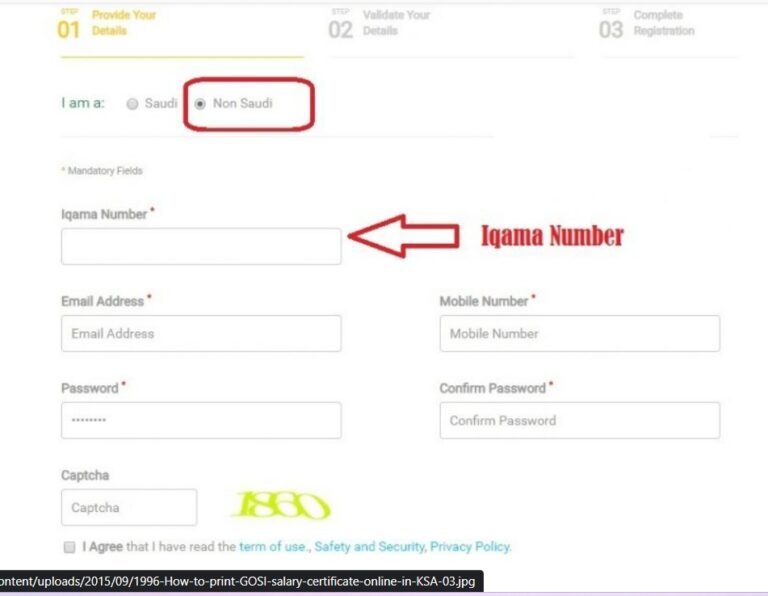 STEP 01 Provide Your Details
STEP 02 Validate Your Details
STEP 03 Complete Registration
I am a: Saudi Non Saudi
* Mandatory Fields
Iqama Number *
Iqama Number
Email Address * Mobile Number *
Email Address Mobile Number
Password * Confirm Password *
•••••••• Confirm Password
Captcha
Captcha 1860
I Agree that I have read the term of use., Safety and Security, Privacy Policy.
ontent/uploads/2015/09/1996-How-to-print-GOSI-salary-certificate-online-in-KSA-03.jpg